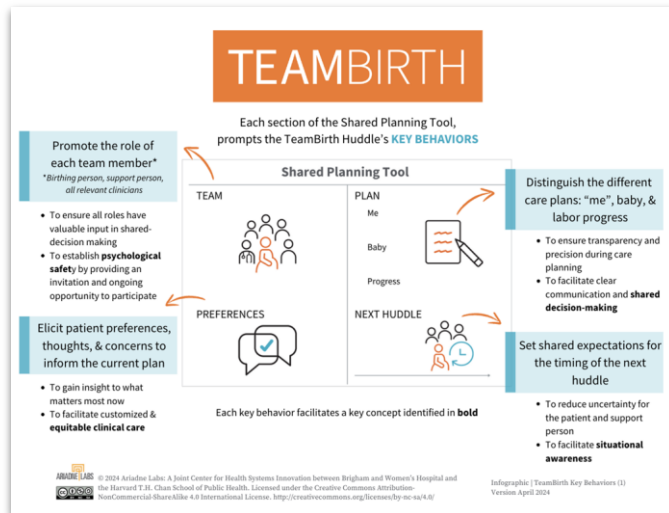 TEAMBIRTH
Each section of the Shared Planning Tool,
prompts the TeamBirth Huddle's KEY BEHAVIORS
Promote the role of
each team member*
*Birthing person, support person,
all relevant clinicians
• To ensure all roles have
valuable input in shared-
decision making
• To establish psychological
safety by providing an
invitation and ongoing
opportunity to participate
Elicit patient preferences,
thoughts, & concerns to
inform the current plan
• To gain insight to what
matters most now
• To facilitate customized &
equitable clinical care
Shared Planning Tool
TEAM
PLAN
Me
Baby
Progress
PREFERENCES
NEXT HUDDLE
Distinguish the different
care plans: "me", baby, &
labor progress
• To ensure transparency and
precision during care
planning
• To facilitate clear
communication and shared
decision-making
Set shared expectations for
the timing of the next
huddle
• To reduce uncertainty for
the patient and support
person
• To facilitate situational
awareness
Each key behavior facilitates a key concept identified in bold
ARIADNE LABS
© 2024 Ariadne Labs: A Joint Center for Health Systems Innovation between Brigham and Women's Hospital and
the Harvard T.H. Chan School of Public Health. Licensed under the Creative Commons Attribution-
NonCommercial-ShareAlike 4.0 International License. http://creativecommons.org/licenses/by-nc-sa/4.0/
Infographic | TeamBirth Key Behaviors (1)
Version April 2024